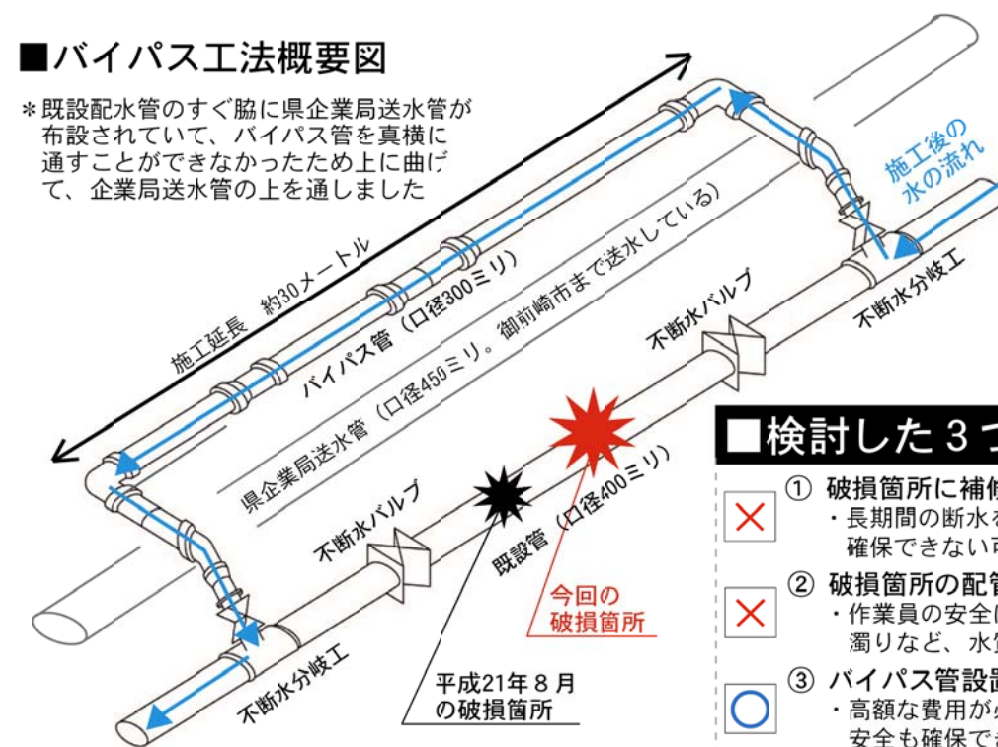 ■バイパス工法概要図
＊既設配水管のすぐ脇に県企業局送水管が
布設されていて、バイパス管を真横に
通すことができなかったため上に曲げ
て、企業局送水管の上を通しました
施工後の
水の流れ
施工延長　約30メートル
バイパス管（口径300ミリ）
県企業局送水管（口径450ミリ。御前崎市まで送水している）
不断水バルブ
不断水分岐工
不断水バルブ
既設管（口径400ミリ）
不断水分岐工
今回の
破損箇所
平成21年８月
の破損箇所
■検討した３つ
① 破損箇所に補修
・長期間の断水
確保できない
② 破損箇所の配管
・作業員の安全
濁りなど、水質
③ バイパス管設置
・高額な費用が
安全も確保でき